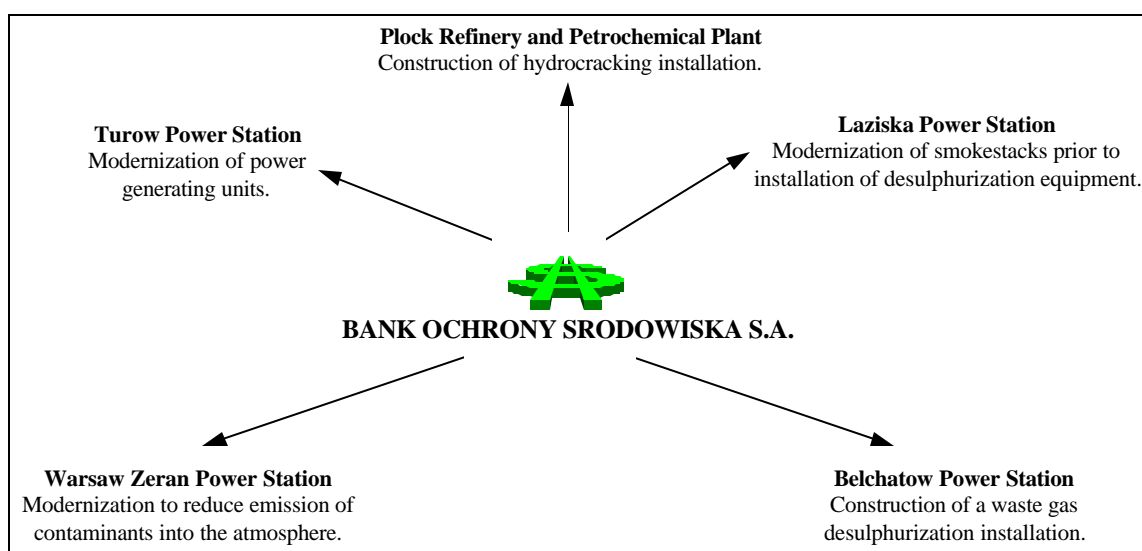 Plock Refinery and Petrochemical Plant
Construction of hydrocracking installation.
Turow Power Station
Modernization of power
generating units.
Laziska Power Station
Modernization of smokestacks prior to
installation of desulphurization equipment.
BANK OCHRONY SRODOWISKA S.A.
Warsaw Zeran Power Station
Modernization to reduce emission of
contaminants into the atmosphere.
Belchatow Power Station
Construction of a waste gas
desulphurization installation.